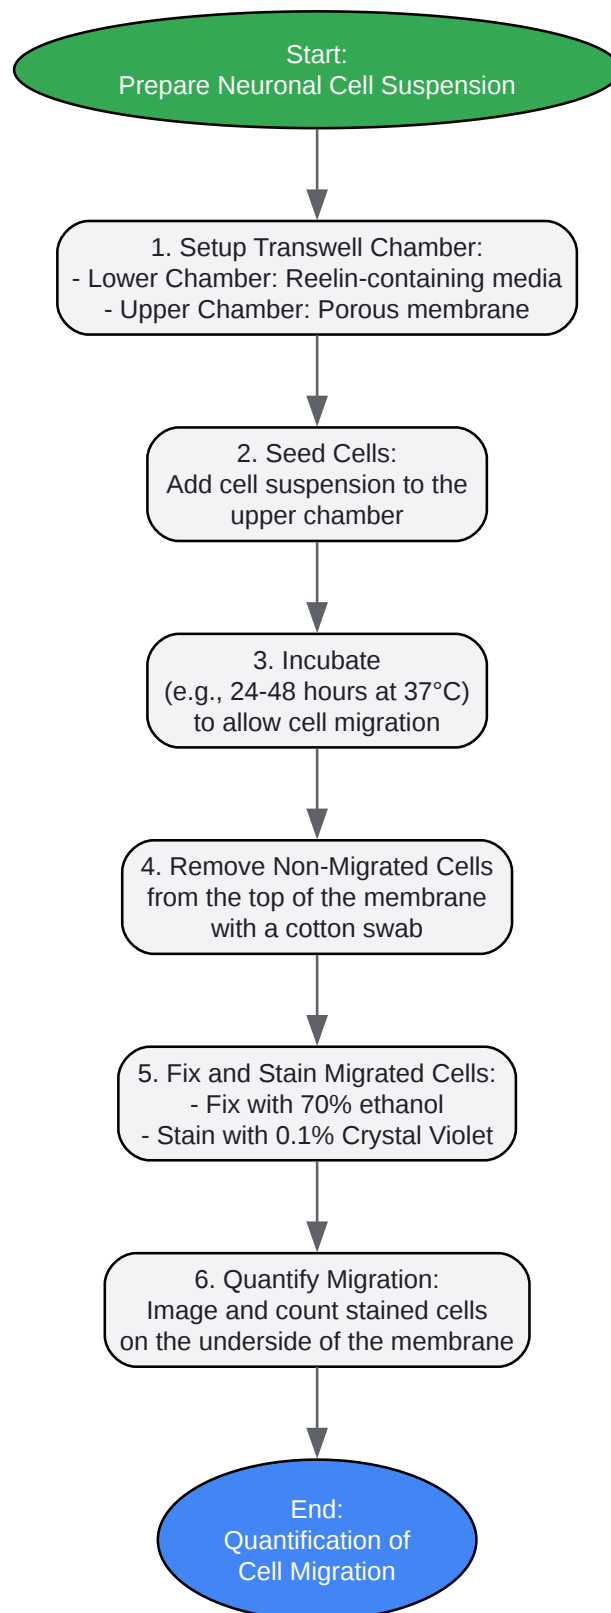 Start:
Prepare Neuronal Cell Suspension
1. Setup Transwell Chamber:
- Lower Chamber: Reelin-containing media
- Upper Chamber: Porous membrane
2. Seed Cells:
Add cell suspension to the
upper chamber
3. Incubate
(e.g., 24-48 hours at 37°C)
to allow cell migration
4. Remove Non-Migrated Cells
from the top of the membrane
with a cotton swab
5. Fix and Stain Migrated Cells:
- Fix with 70% ethanol
- Stain with 0.1% Crystal Violet
6. Quantify Migration:
Image and count stained cells
on the underside of the membrane
End:
Quantification of
Cell Migration